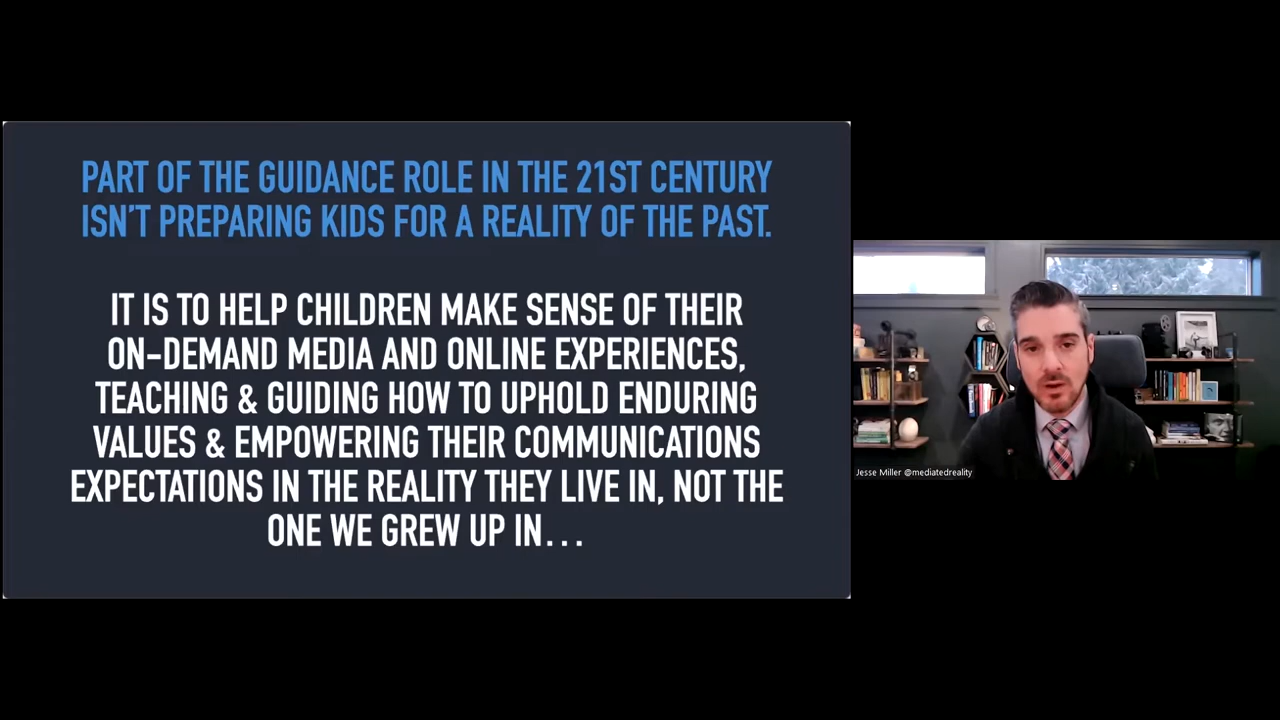 PART OF THE GUIDANCE ROLE IN THE 21ST CENTURY
ISN'T PREPARING KIDS FOR A REALITY OF THE PAST.
IT IS TO HELP CHILDREN MAKE SENSE OF THEIR
ON-DEMAND MEDIA AND ONLINE EXPERIENCES,
TEACHING & GUIDING HOW TO UPHOLD ENDURING
VALUES & EMPOWERING THEIR COMMUNICATIONS
EXPECTATIONS IN THE REALITY THEY LIVE IN, NOT THE
ONE WE GREW UP IN...
Jesse Miller @mediatedreality